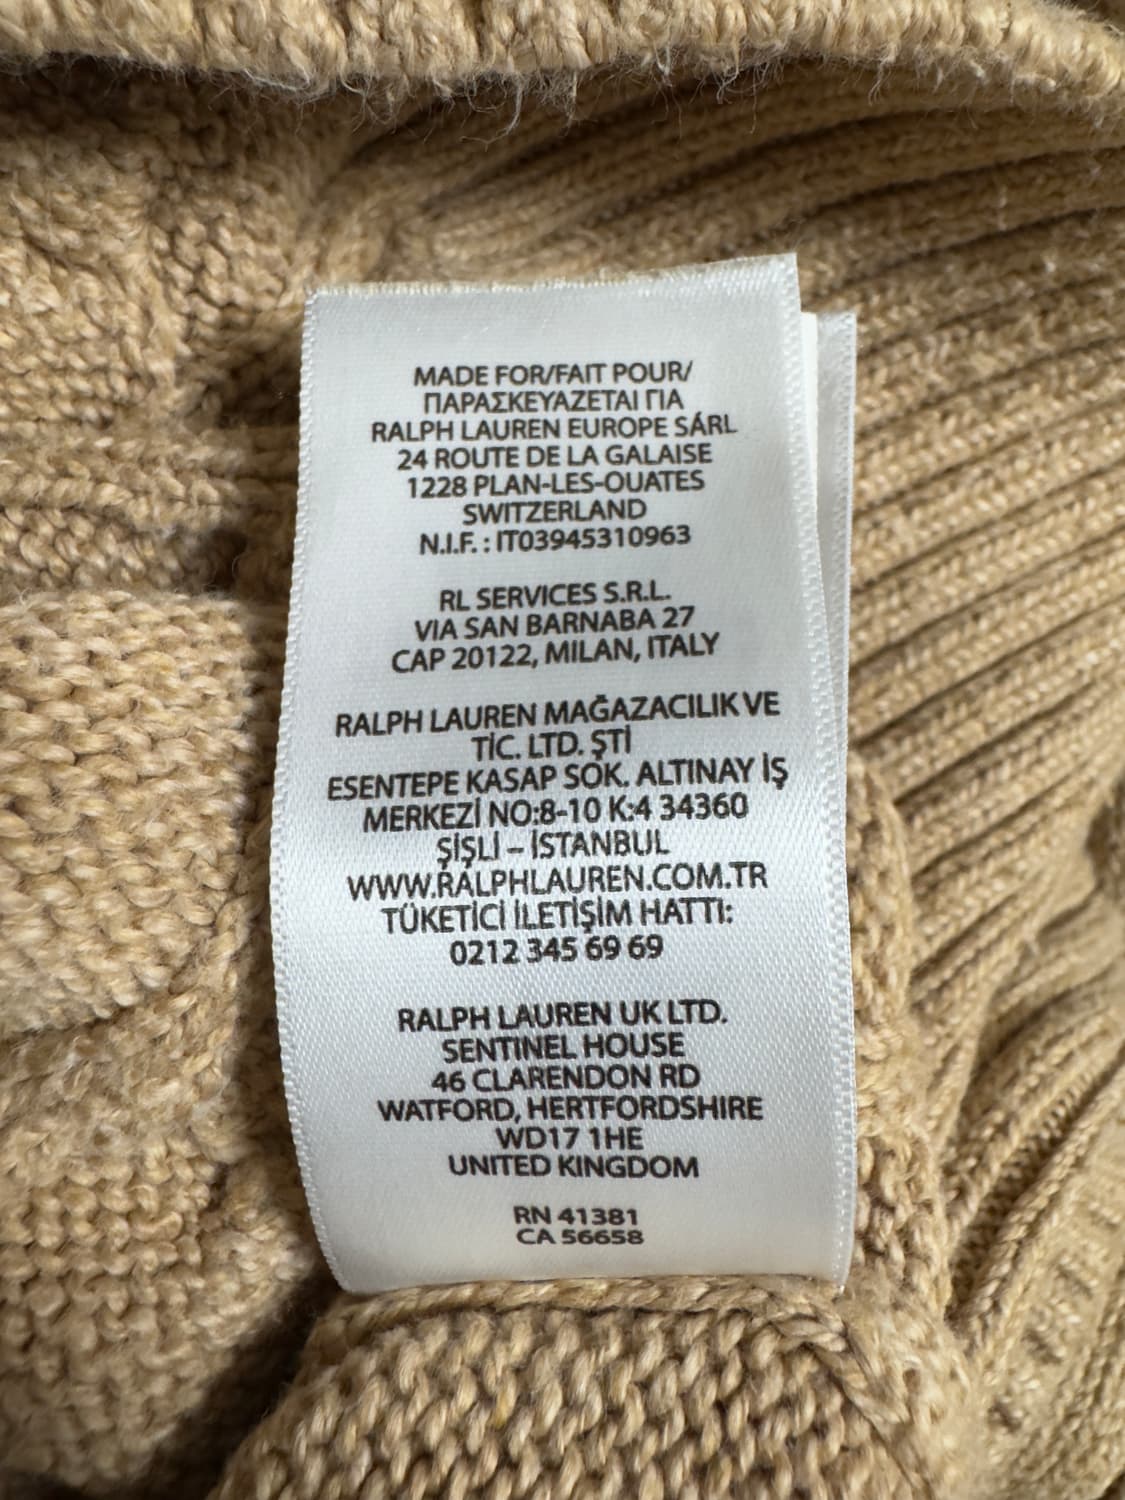 MADE FOR/FAIT POUR/
ΠΑΡΑΣΚΕΥΑΖΕΤΑΙ ΓΙΑ
RALPH LAUREN EUROPE SÁRL
24 ROUTE DE LA GALAISE
1228 PLAN-LES-OUATES
SWITZERLAND
N.I.F. : IT03945310963
RL SERVICES S.R.L.
VIA SAN BARNABA 27
CAP 20122, MILAN, ITALY
RALPH LAUREN MAĞAZACILIK VE
TİC. LTD. ŞTİ
ESENTEPE KASAP SOK. ALTINAY İŞ
MERKEZİ NO:8-10 K:4 34360
ŞİŞLİ – İSTANBUL
WWW.RALPHLAUREN.COM.TR
TÜKETİCİ İLETİŞİM HATTI:
0212 345 69 69
RALPH LAUREN UK LTD.
SENTINEL HOUSE
46 CLARENDON RD
WATFORD, HERTFORDSHIRE
WD17 1HE
UNITED KINGDOM
RN 41381
CA 56658